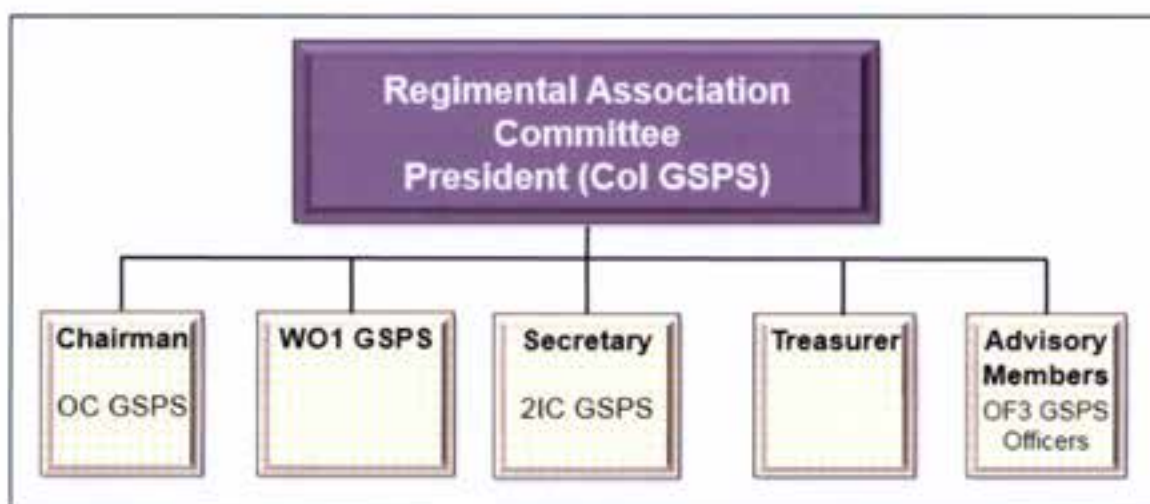 Regimental Association
Committee
President (Col GSPS)
Chairman
OC GSPS
WO1 GSPS
Secretary
2IC GSPS
Treasurer
Advisory
Members
OF3 GSPS
Officers